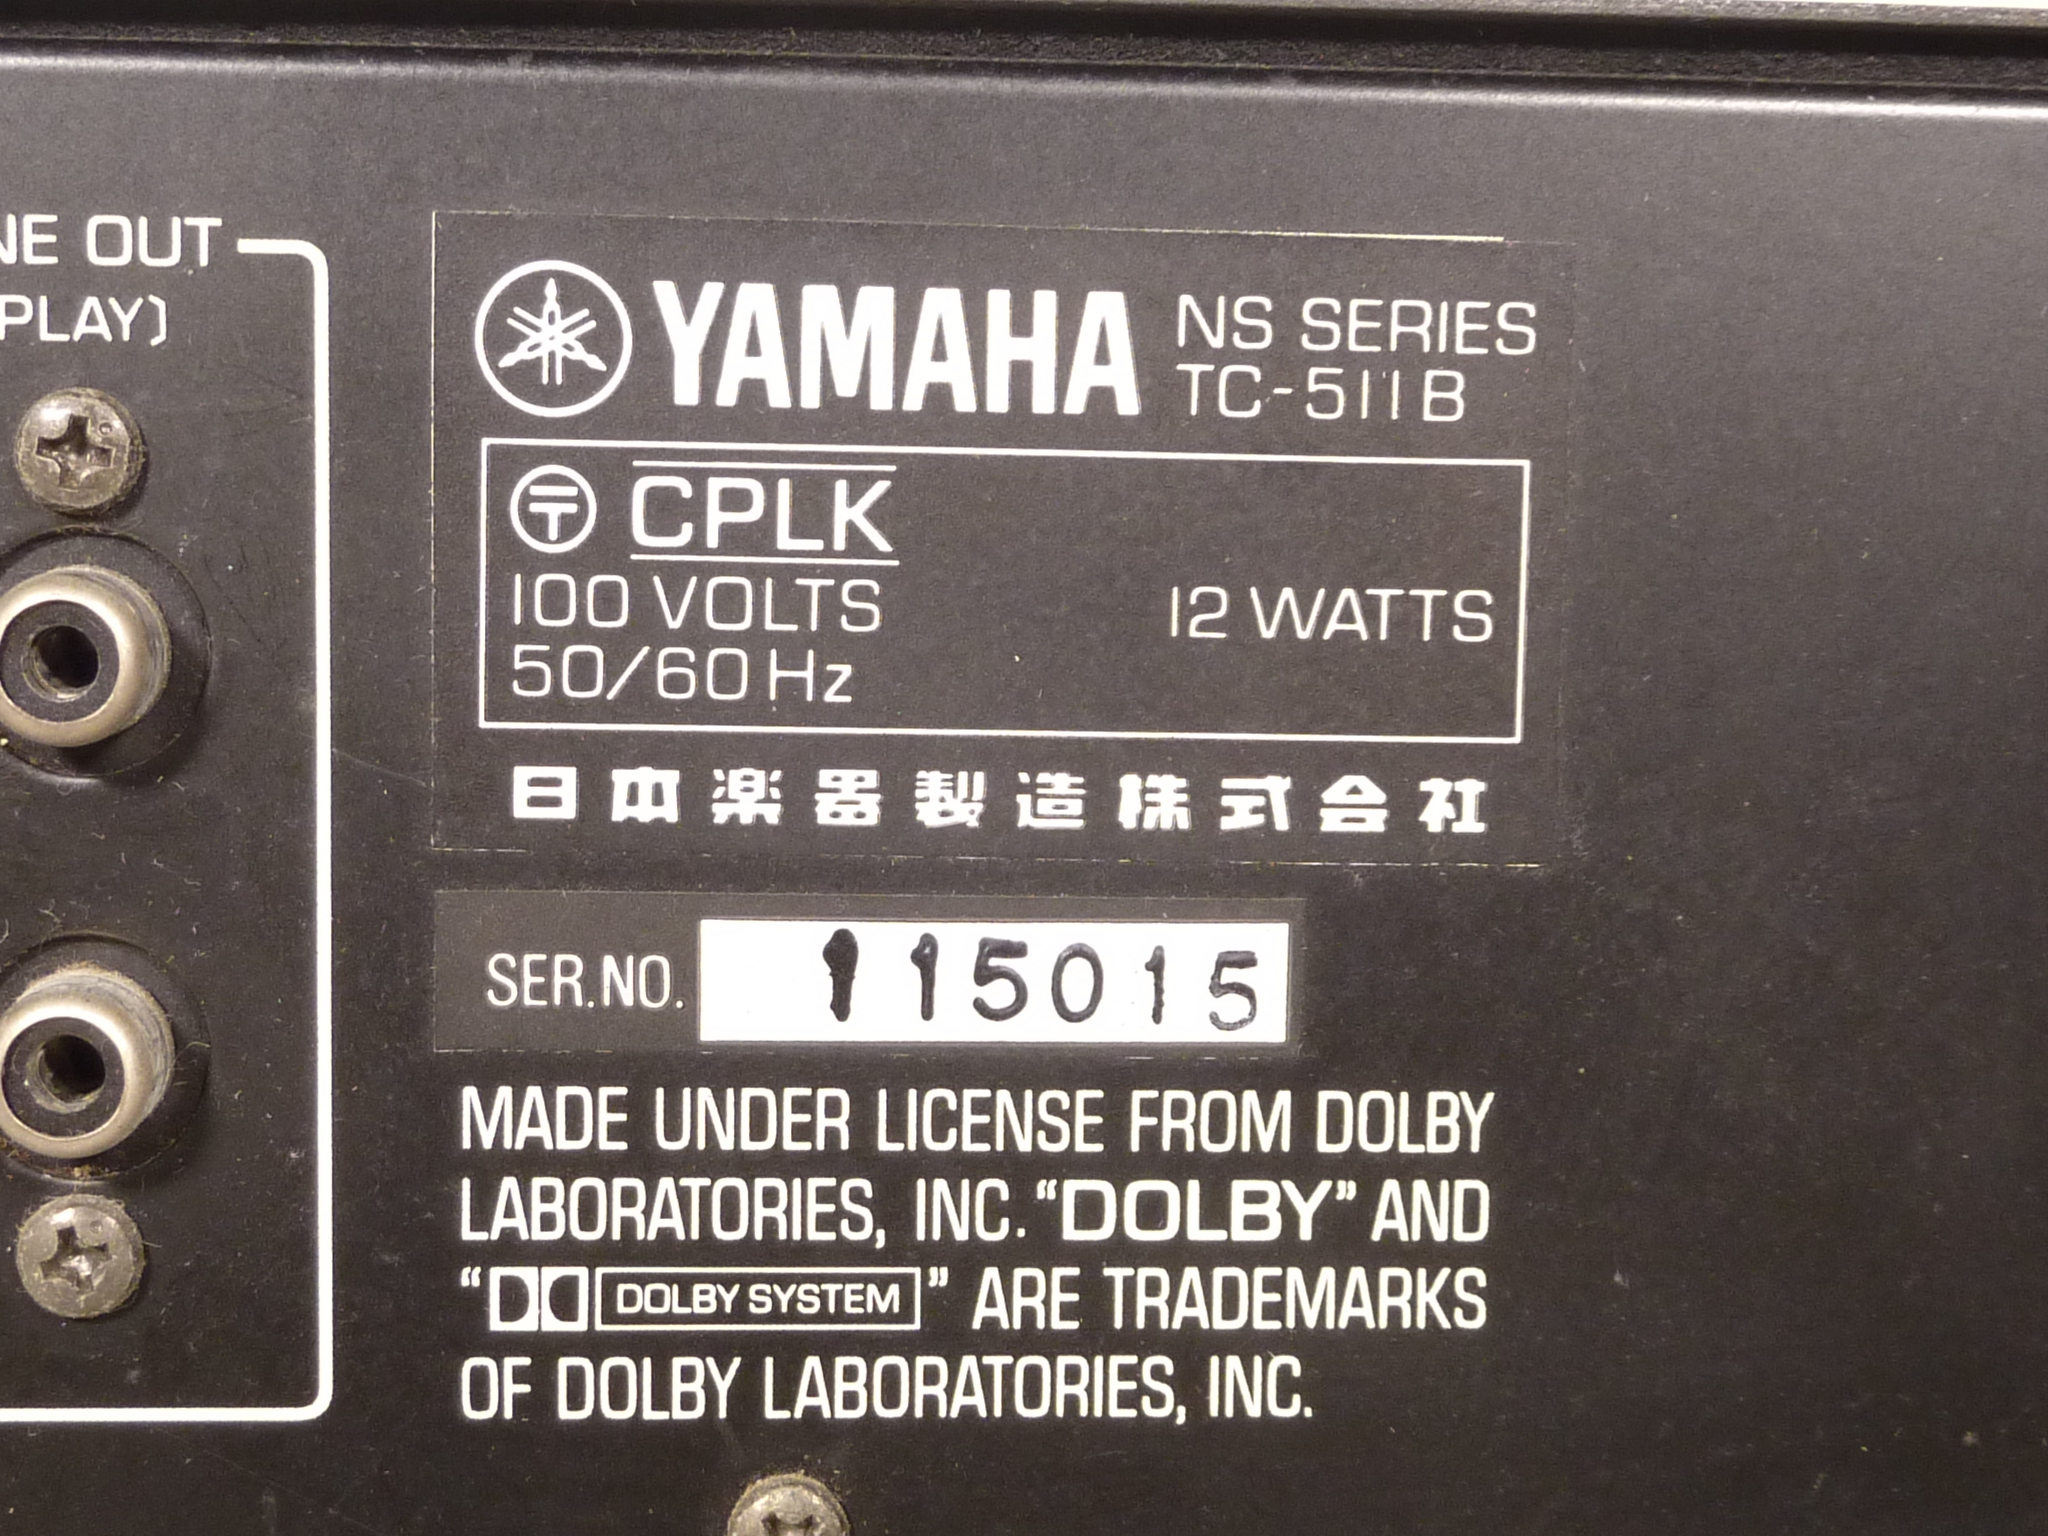 NE OUT
PLAY)
YAMAHA NS SERIES
TC-511B
〒 CPLK
100 VOLTS 12 WATTS
50/60 Hz
日本楽器製造株式会社
SER.NO. 115015
MADE UNDER LICENSE FROM DOLBY
LABORATORIES, INC. “DOLBY” AND
“DOLBY SYSTEM” ARE TRADEMARKS
OF DOLBY LABORATORIES, INC.